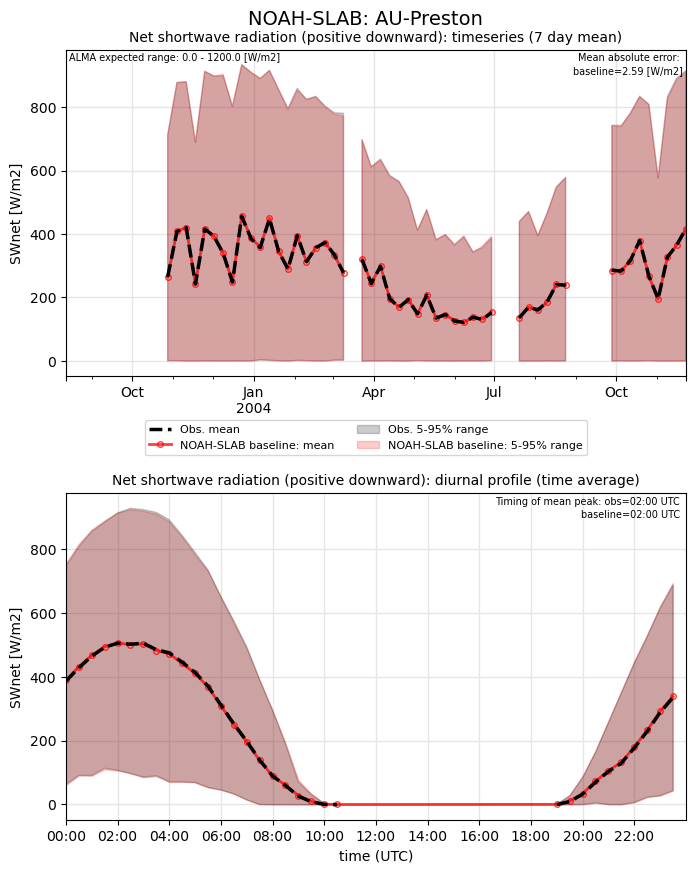 NOAH-SLAB: AU-Preston
Net shortwave radiation (positive downward): timeseries (7 day mean)
ALMA expected range: 0.0 - 1200.0 [W/m2]
Mean absolute error:
baseline=2.59 [W/m2]
SWnet [W/m2]
800
600
400
200
0
Oct
Jan
2004
Apr
Jul
Oct
Obs. mean
NOAH-SLAB baseline: mean
Obs. 5-95% range
NOAH-SLAB baseline: 5-95% range
Net shortwave radiation (positive downward): diurnal profile (time average)
Timing of mean peak: obs=02:00 UTC
baseline=02:00 UTC
SWnet [W/m2]
800
600
400
200
0
00:00 02:00 04:00 06:00 08:00 10:00 12:00 14:00 16:00 18:00 20:00 22:00
time (UTC)